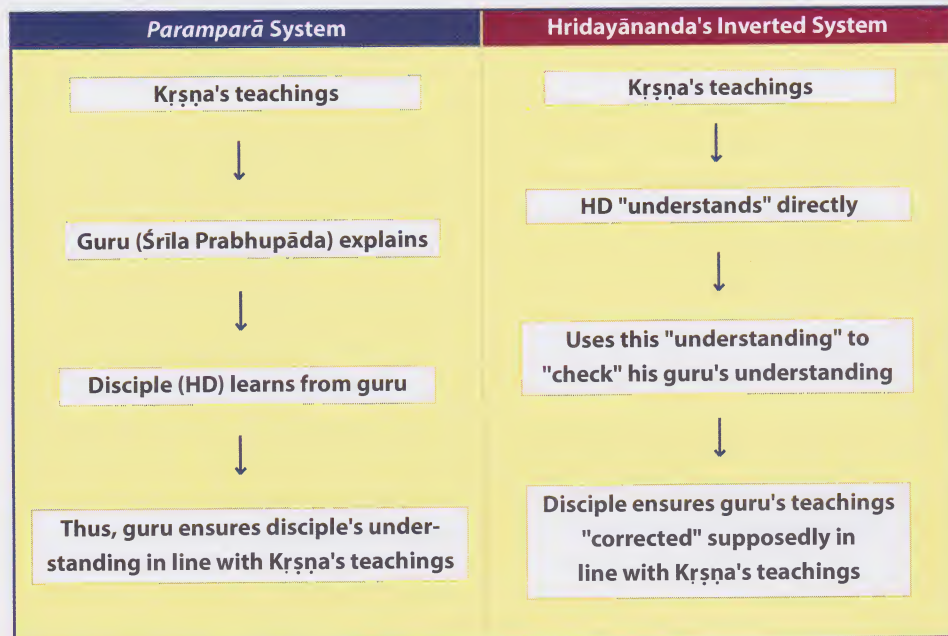 Paramparā System
Kṛṣṇa's teachings
↓
Guru (Śrīla Prabhupāda) explains
↓
Disciple (HD) learns from guru
↓
Thus, guru ensures disciple's under-
standing in line with Kṛṣṇa's teachings
Hridayānanda's Inverted System
Kṛṣṇa's teachings
↓
HD "understands" directly
↓
Uses this "understanding" to
"check" his guru's understanding
↓
Disciple ensures guru's teachings
"corrected" supposedly in
line with Kṛṣṇa's teachings